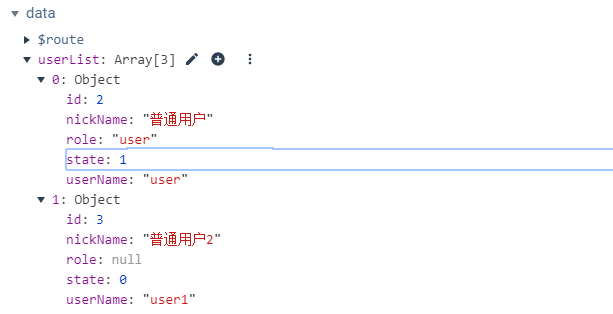 data
$route
userList: Array[3]
0: Object
id: 2
nickName: "普通用户"
role: "user"
state: 1
userName: "user"
1: Object
id: 3
nickName: "普通用户2"
role: null
state: 0
userName: "user1"